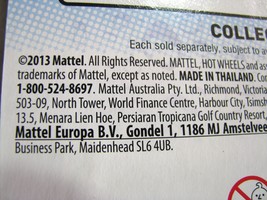 COLLEC
Each sold separately, subject to a
©2013 Mattel. All Rights Reserved. MATTEL, HOT WHEELS and as
trademarks of Mattel, except as noted. MADE IN THAILAND. Co
1-800-524-8697. Mattel Australia Pty. Ltd., Richmond, Victoria
503-09, North Tower, World Finance Centre, Harbour City, Tsimsh
13.5, Menara Lien Hoe, Persiaran Tropicana Golf Country Resort,
Mattel Europa B.V., Gondel 1, 1186 MJ Amstelvee
Business Park, Maidenhead SL6 4UB.